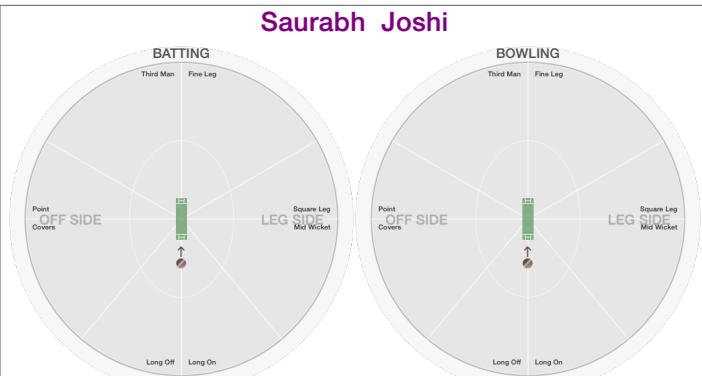 Saurabh Joshi
BATTING
Third Man Fine Leg
Point
OFF SIDE
Covers
Square Leg
LEG SIDE
Mid Wicket
Long Off Long On
BOWLING
Third Man Fine Leg
Point
OFF SIDE
Covers
Square Leg
LEG SIDE
Mid Wicket
Long Off Long On